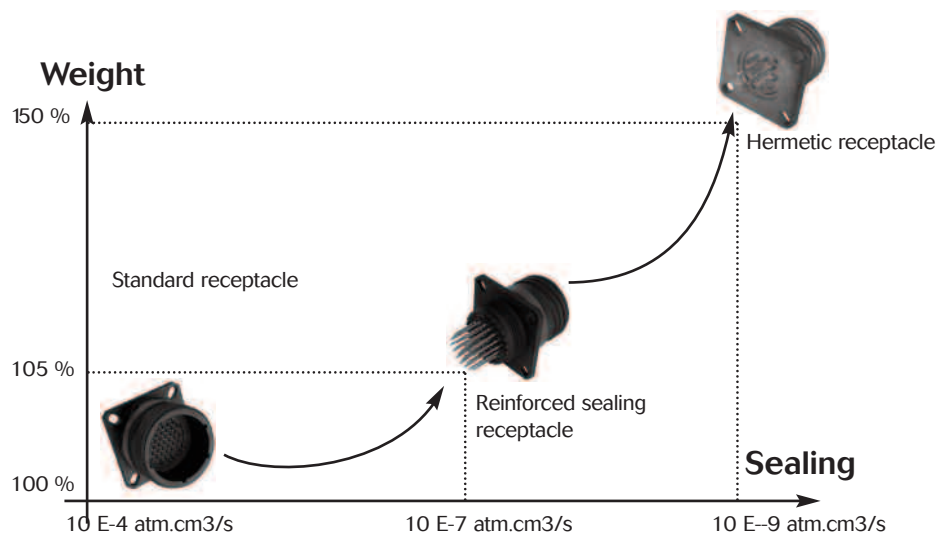 Weight
150 %
Hermetic receptacle
Standard receptacle
105 %
Reinforced sealing
receptacle
Sealing
100 %
10 E-4 atm.cm3/s
10 E-7 atm.cm3/s
10 E--9 atm.cm3/s